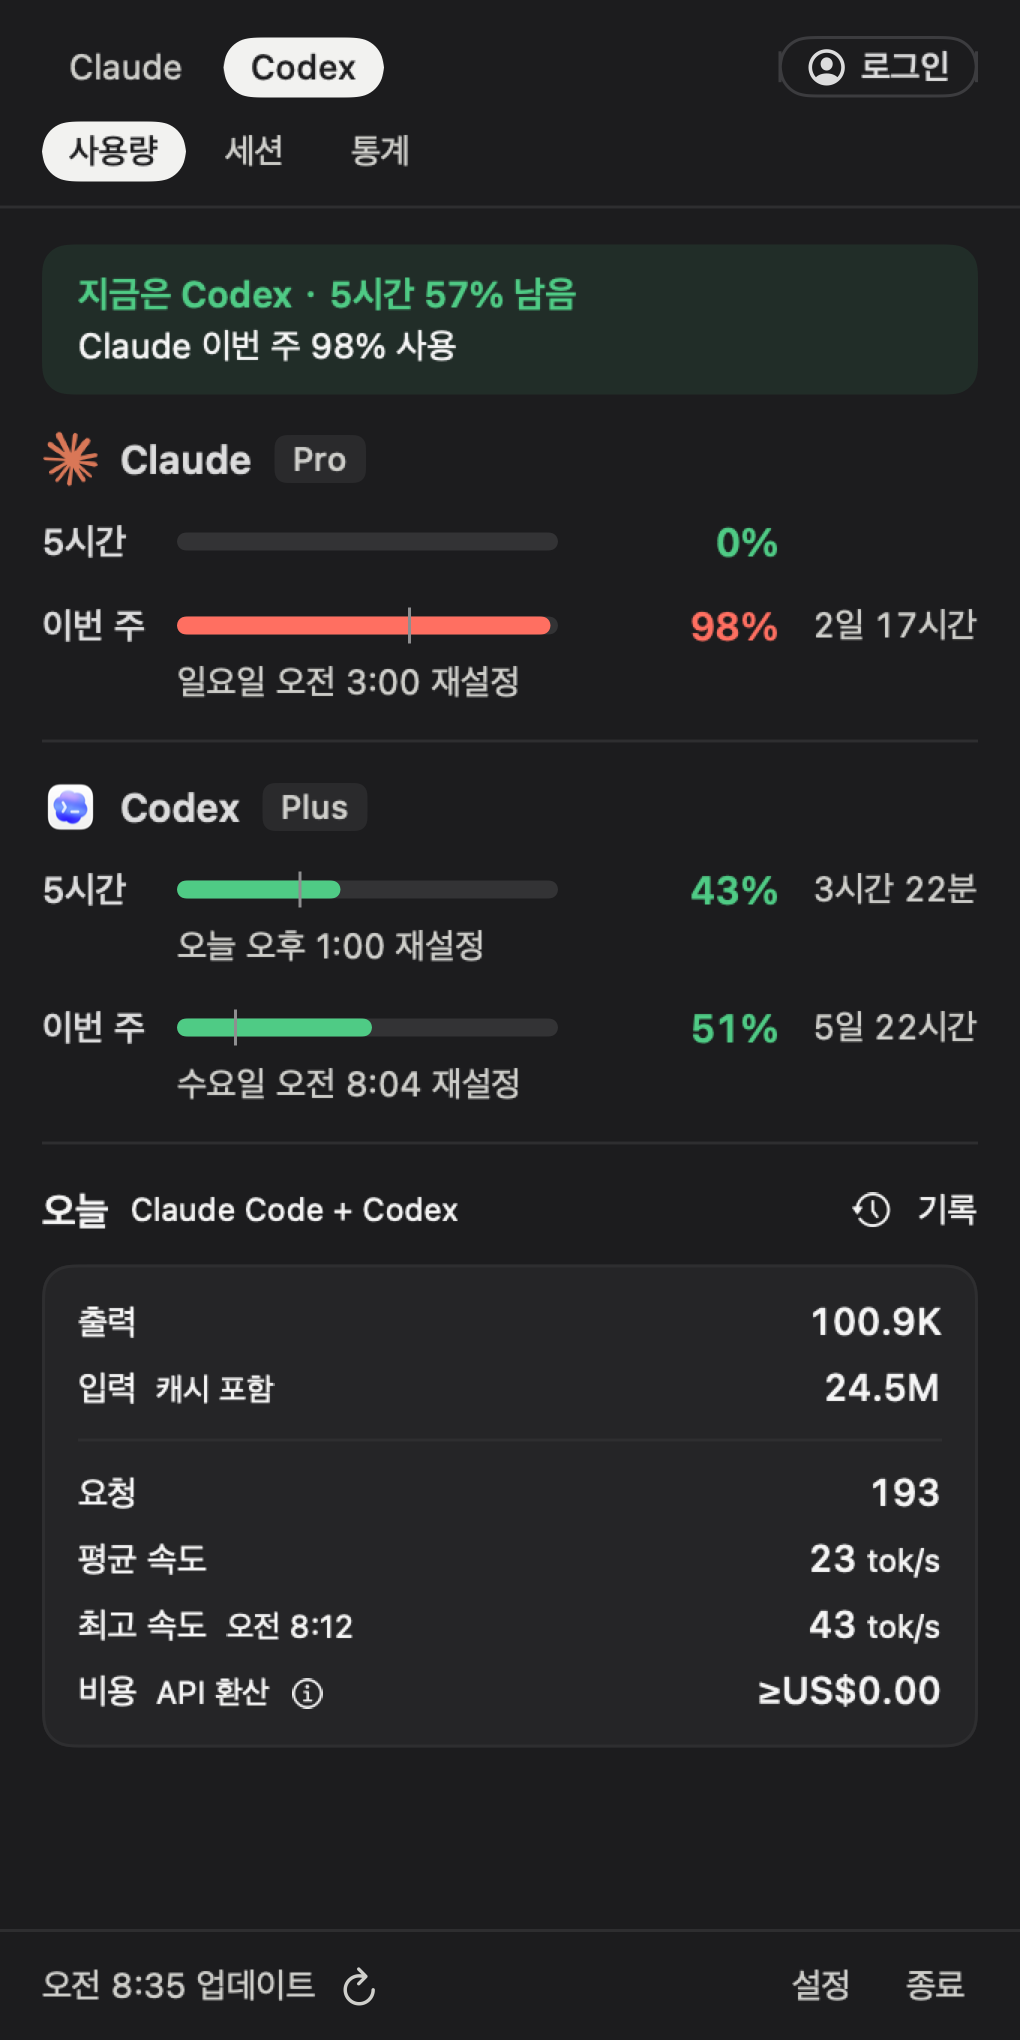 Claude Codex 로그인
사용량 세션 통계
지금은 Codex · 5시간 57% 남음
Claude 이번 주 98% 사용
Claude Pro
5시간 0%
이번 주 98% 2일 17시간
일요일 오전 3:00 재설정
Codex Plus
5시간 43% 3시간 22분
오늘 오후 1:00 재설정
이번 주 51% 5일 22시간
수요일 오전 8:04 재설정
오늘 Claude Code + Codex 기록
출력 100.9K
입력 캐시 포함 24.5M
요청 193
평균 속도 23 tok/s
최고 속도 오전 8:12 43 tok/s
비용 API 환산 ≥US$0.00
오전 8:35 업데이트 설정 종료